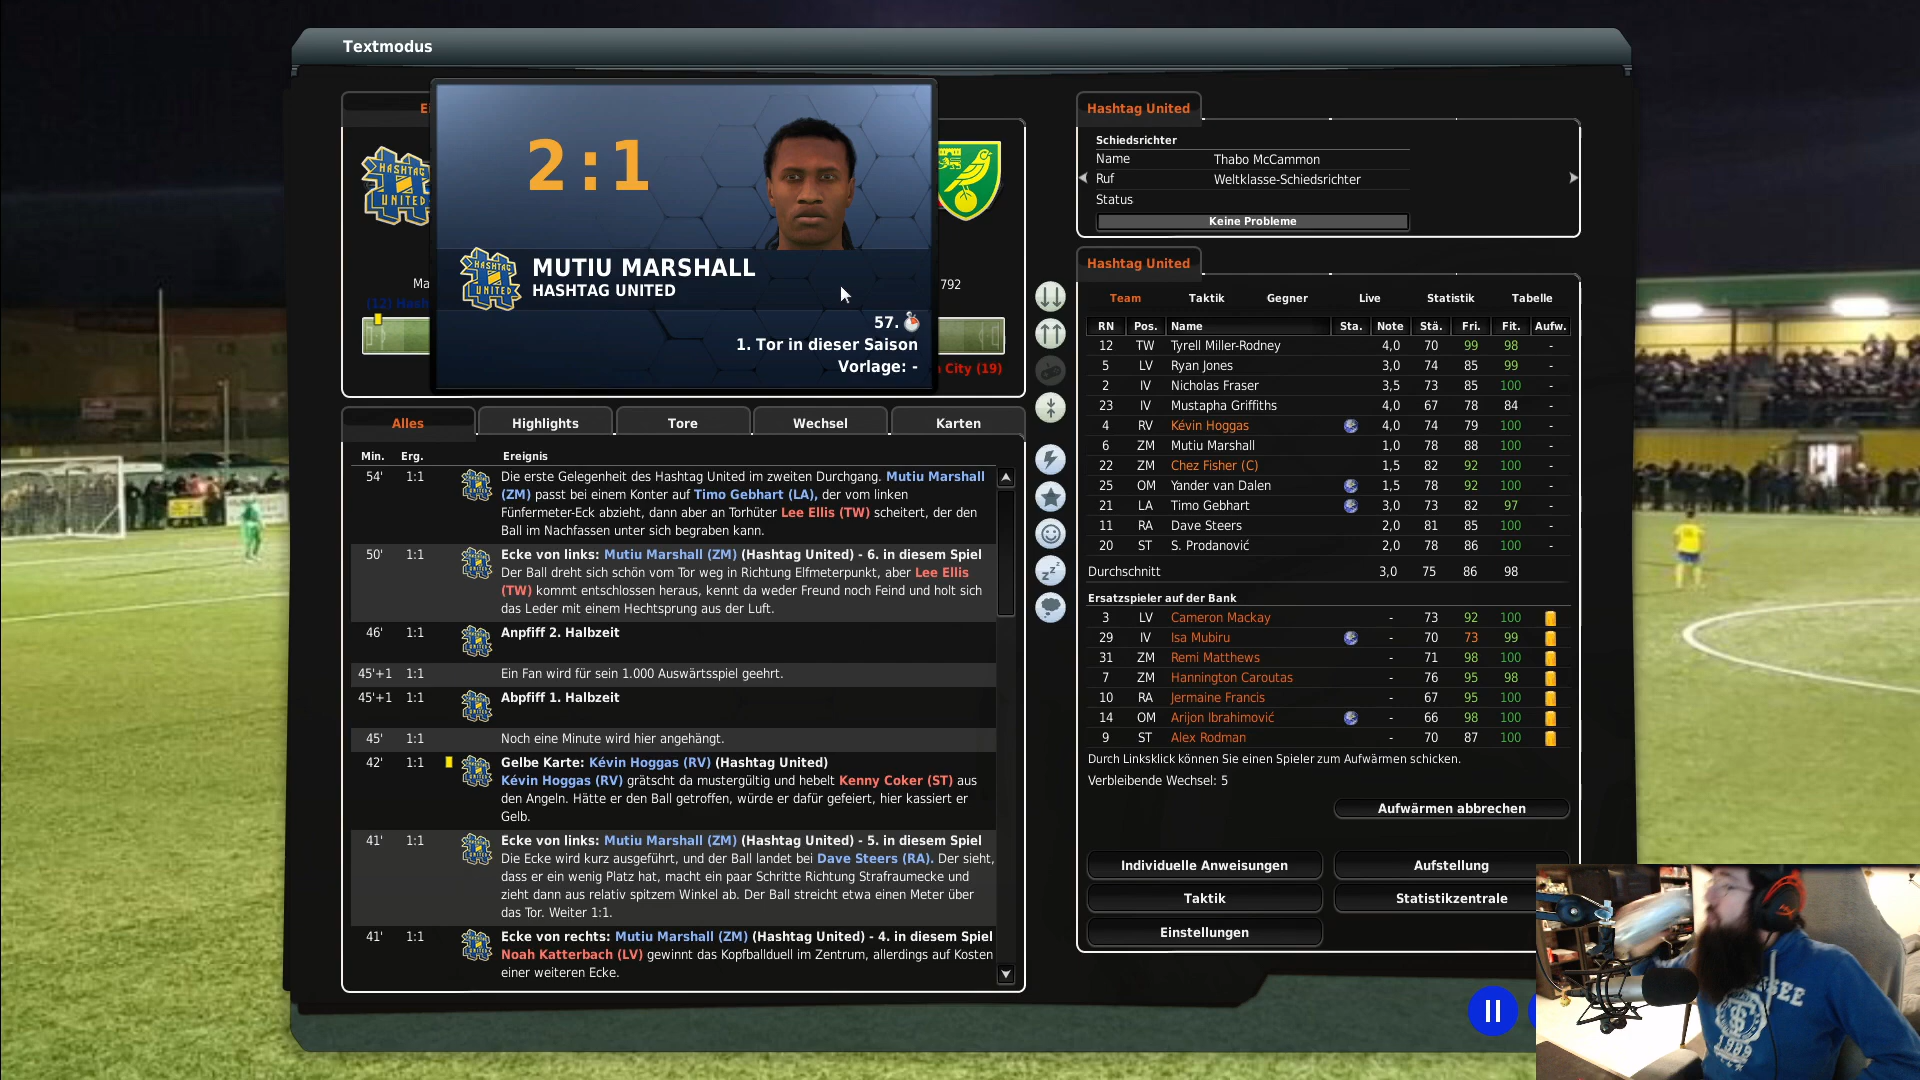 Textmodus
2:1
MUTIU MARSHALL
HASHTAG UNITED
57.
1. Tor in dieser Saison
Vorlage: -
HASHTAG
UNITED
HASHTAG
UNITED
Ma
792
(12) Hash
City (19)
Alles
Highlights
Tore
Wechsel
Karten
Min. Erg. Ereignis
54' 1:1 Die erste Gelegenheit des Hashtag United im zweiten Durchgang. Mutiu Marshall
(ZM) passt bei einem Konter auf Timo Gebhart (LA), der vom linken
Fünfermeter-Eck abzieht, dann aber an Torhüter Lee Ellis (TW) scheitert, der den
Ball im Nachfassen unter sich begraben kann.
50' 1:1 Ecke von links: Mutiu Marshall (ZM) (Hashtag United) - 6. in diesem Spiel
Der Ball dreht sich schön vom Tor weg in Richtung Elfmeterpunkt, aber Lee Ellis
(TW) kommt entschlossen heraus, kennt da weder Freund noch Feind und holt sich
das Leder mit einem Hechtsprung aus der Luft.
46' 1:1 Anpfiff 2. Halbzeit
45'+1 1:1 Ein Fan wird für sein 1.000 Auswärtsspiel geehrt.
45'+1 1:1 Abpfiff 1. Halbzeit
45' 1:1 Noch eine Minute wird hier angehängt.
42' 1:1 Gelbe Karte: Kévin Hoggas (RV) (Hashtag United)
Kévin Hoggas (RV) grätscht da mustergültig und hebelt Kenny Coker (ST) aus
den Angeln. Hätte er den Ball getroffen, würde er dafür gefeiert, hier kassiert er
Gelb.
41' 1:1 Ecke von links: Mutiu Marshall (ZM) (Hashtag United) - 5. in diesem Spiel
Die Ecke wird kurz ausgeführt, und der Ball landet bei Dave Steers (RA). Der sieht,
dass er ein wenig Platz hat, macht ein paar Schritte Richtung Strafraumecke und
zieht dann aus relativ spitzem Winkel ab. Der Ball streicht etwa einen Meter über
das Tor. Weiter 1:1.
41' 1:1 Ecke von rechts: Mutiu Marshall (ZM) (Hashtag United) - 4. in diesem Spiel
Noah Katterbach (LV) gewinnt das Kopfballduell im Zentrum, allerdings auf Kosten
einer weiteren Ecke.
Hashtag United
Schiedsrichter
Name Thabo McCammon
Ruf Weltklasse-Schiedsrichter
Status
Keine Probleme
Hashtag United
Team Taktik Gegner Live Statistik Tabelle
RN Pos. Name Sta. Note Stä. Fri. Fit. Aufw.
12 TW Tyrell Miller-Rodney 4,0 70 99 98 -
5 LV Ryan Jones 3,0 74 85 99 -
2 IV Nicholas Fraser 3,5 73 85 100 -
23 IV Mustapha Griffiths 4,0 67 78 84 -
4 RV Kévin Hoggas 4,0 74 79 100 -
6 ZM Mutiu Marshall 1,0 78 88 100 -
22 ZM Chez Fisher (C) 1,5 82 92 100 -
25 OM Yander van Dalen 1,5 78 92 100 -
21 LA Timo Gebhart 3,0 73 82 97 -
11 RA Dave Steers 2,0 81 85 100 -
20 ST S. Prodanović 2,0 78 86 100 -
Durchschnitt 3,0 75 86 98
Ersatzspieler auf der Bank
3 LV Cameron Mackay - 73 92 100
29 IV Isa Mubiru - 70 73 99
31 ZM Remi Matthews - 71 98 100
7 ZM Hannington Caroutas - 76 95 98
10 RA Jermaine Francis - 67 95 100
14 OM Arijon Ibrahimović - 66 98 100
9 ST Alex Rodman - 70 87 100
Durch Linksklick können Sie einen Spieler zum Aufwärmen schicken.
Verbleibende Wechsel: 5
Aufwärmen abbrechen
Individuelle Anweisungen
Aufstellung
Taktik
Statistikzentrale
Einstellungen
1989